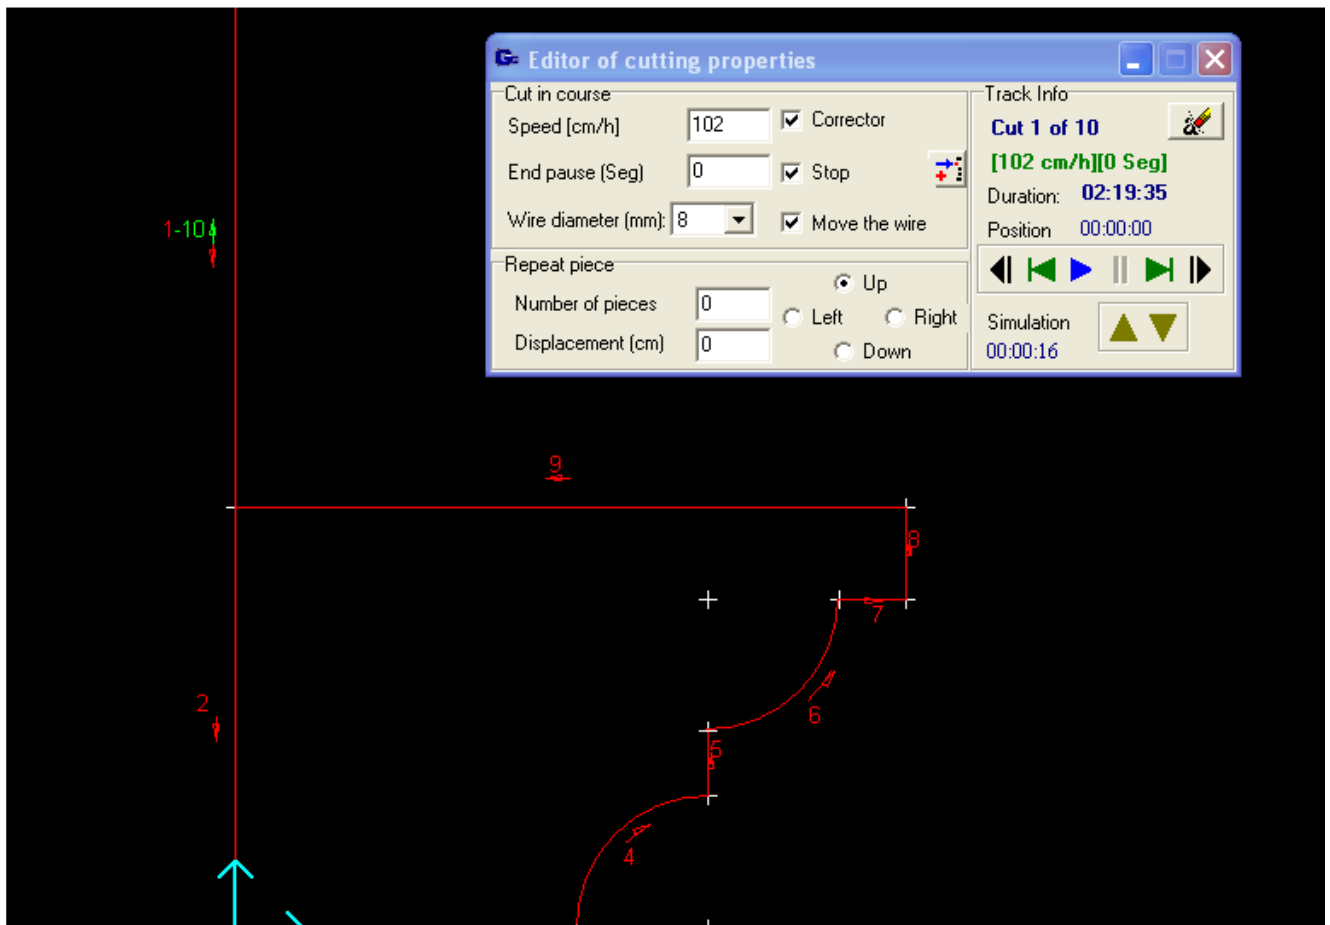 Editor of cutting properties
Cut in course
Speed [cm/h] 102 Corrector
End pause (Seg) 0 Stop
Wire diameter (mm): 8 Move the wire
Repeat piece
Number of pieces 0
Displacement (cm) 0
Up
Left Right
Down
Track Info
Cut 1 of 10
[102 cm/h][0 Seg]
Duration: 02:19:35
Position 00:00:00
Simulation
00:00:16
1-10
9
8
7
2
6
5
4